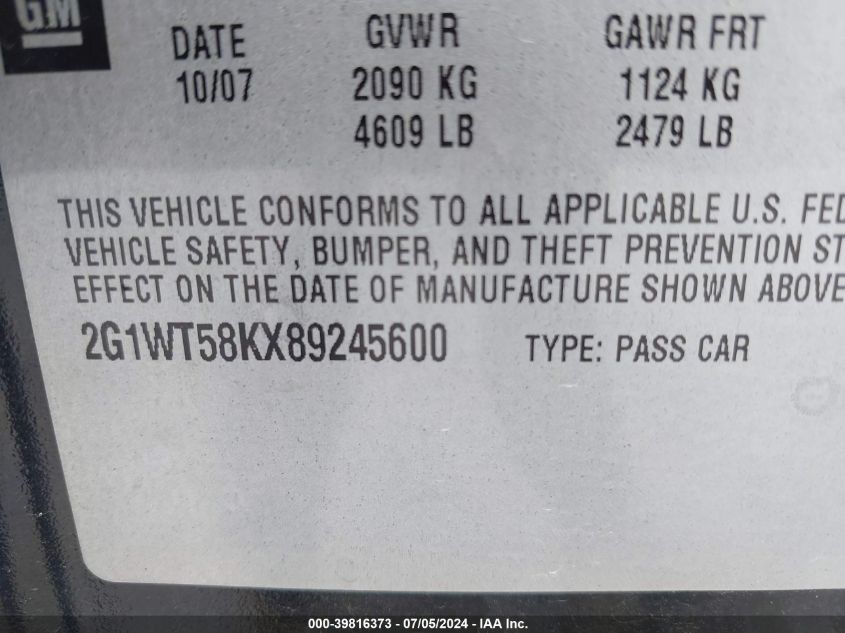 GM
DATE GVWR GAWR FRT
10/07 2090 KG 1124 KG
4609 LB 2479 LB
THIS VEHICLE CONFORMS TO ALL APPLICABLE U.S. FED
VEHICLE SAFETY, BUMPER, AND THEFT PREVENTION ST
EFFECT ON THE DATE OF MANUFACTURE SHOWN ABOVE
2G1WT58KX89245600 TYPE: PASS CAR
000-39816373 - 07/05/2024 - IAA Inc.